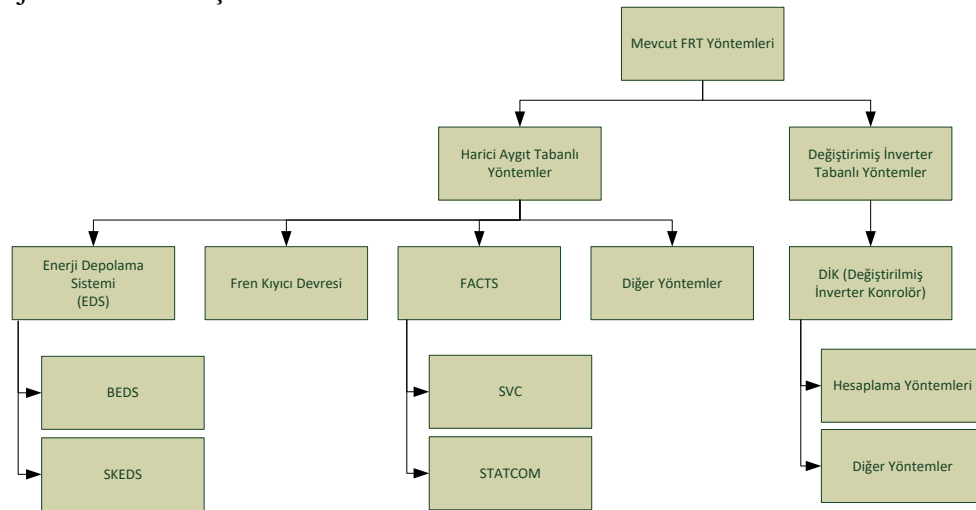 Mevcut FRT Yöntemleri
Harici Aygıt Tabanlı
Yöntemler
Değiştirimiş İnverter
Tabanlı Yöntemler
Enerji Depolama
Sistemi
(EDS)
Fren Kıyıcı Devresi
FACTS
Diğer Yöntemler
DİK (Değiştirilmiş
İnverter Konrolör)
BEDS
SVC
Hesaplama Yöntemleri
SKEDS
STATCOM
Diğer Yöntemler